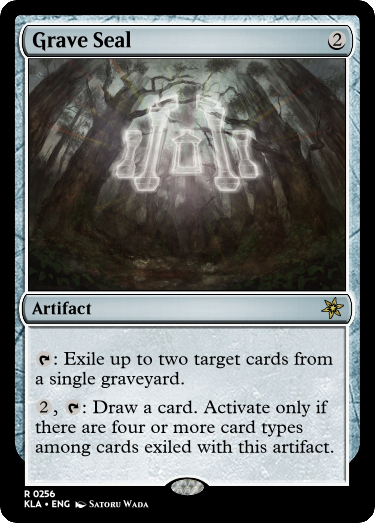 Grave Seal 2
Artifact
: Exile up to two target cards from
a single graveyard.
2, : Draw a card. Activate only if
there are four or more card types
among cards exiled with this artifact.
R 0256
KLA • ENG Satoru Wada